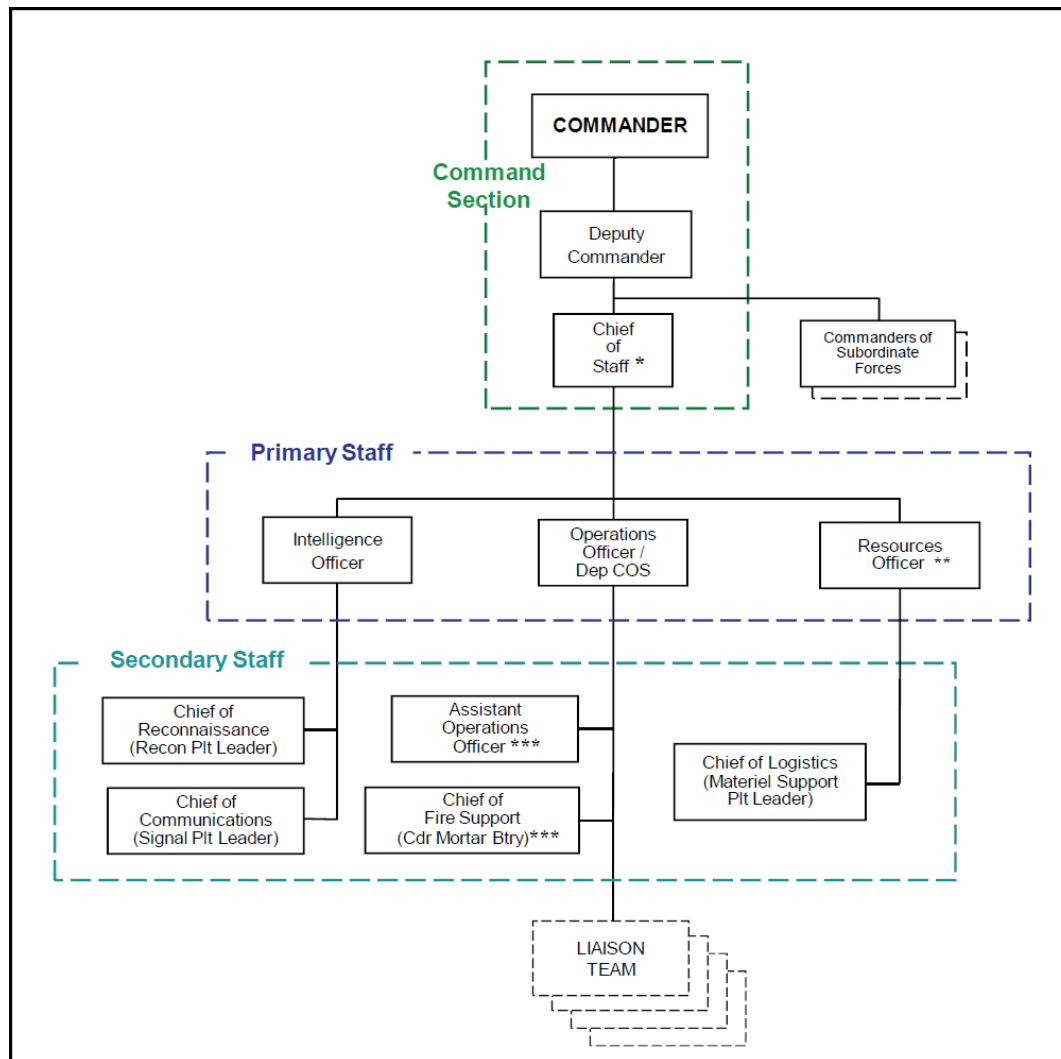 COMMANDER
Command
Section
Deputy
Commander
Chief
of
Staff *
Commanders of
Subordinate
Forces
Primary Staff
Intelligence
Officer
Operations
Officer /
Dep COS
Resources
Officer **
Secondary Staff
Chief of
Reconnaissance
(Recon Plt Leader)
Assistant
Operations
Officer ***
Chief of Logistics
(Materiel Support
Plt Leader)
Chief of
Communications
(Signal Plt Leader)
Chief of
Fire Support
(Cdr Mortar Btry)***
LIAISON
TEAM